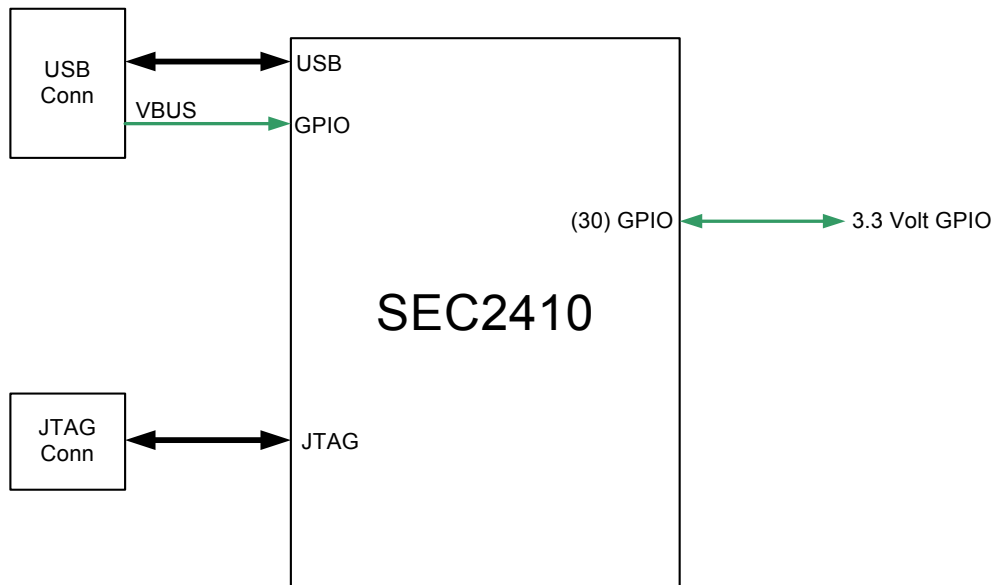 USB
Conn
USB
VBUS
GPIO
(30) GPIO
3.3 Volt GPIO
SEC2410
JTAG
Conn
JTAG